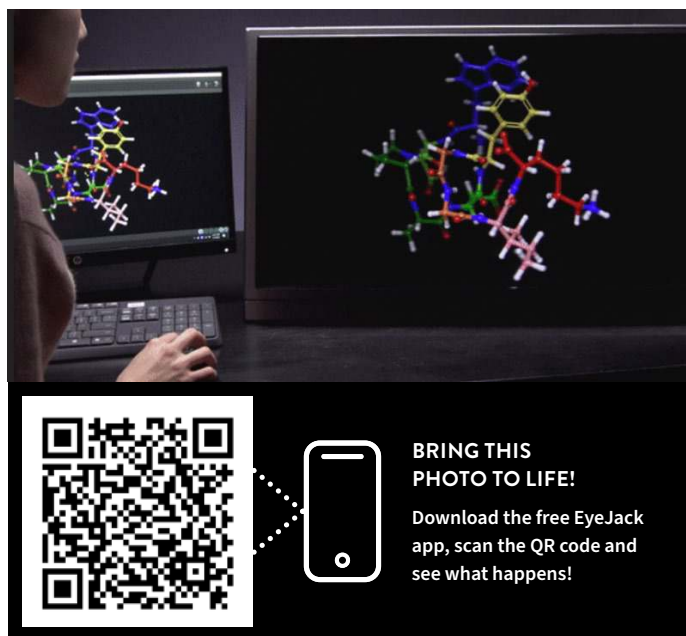 BRING THIS
PHOTO TO LIFE!
Download the free EyeJack
app, scan the QR code and
see what happens!